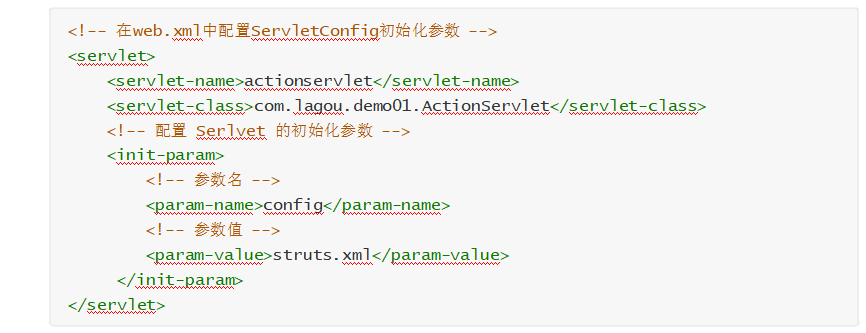 <!-- 在web.xml中配置ServletConfig初始化参数 -->
<servlet>
    <servlet-name>actionservlet</servlet-name>
    <servlet-class>com.lagou.demo01.ActionServlet</servlet-class>
    <!-- 配置 Serlvet 的初始化参数 -->
    <init-param>
        <!-- 参数名 -->
        <param-name>config</param-name>
        <!-- 参数值 -->
        <param-value>struts.xml</param-value>
     </init-param>
</servlet>